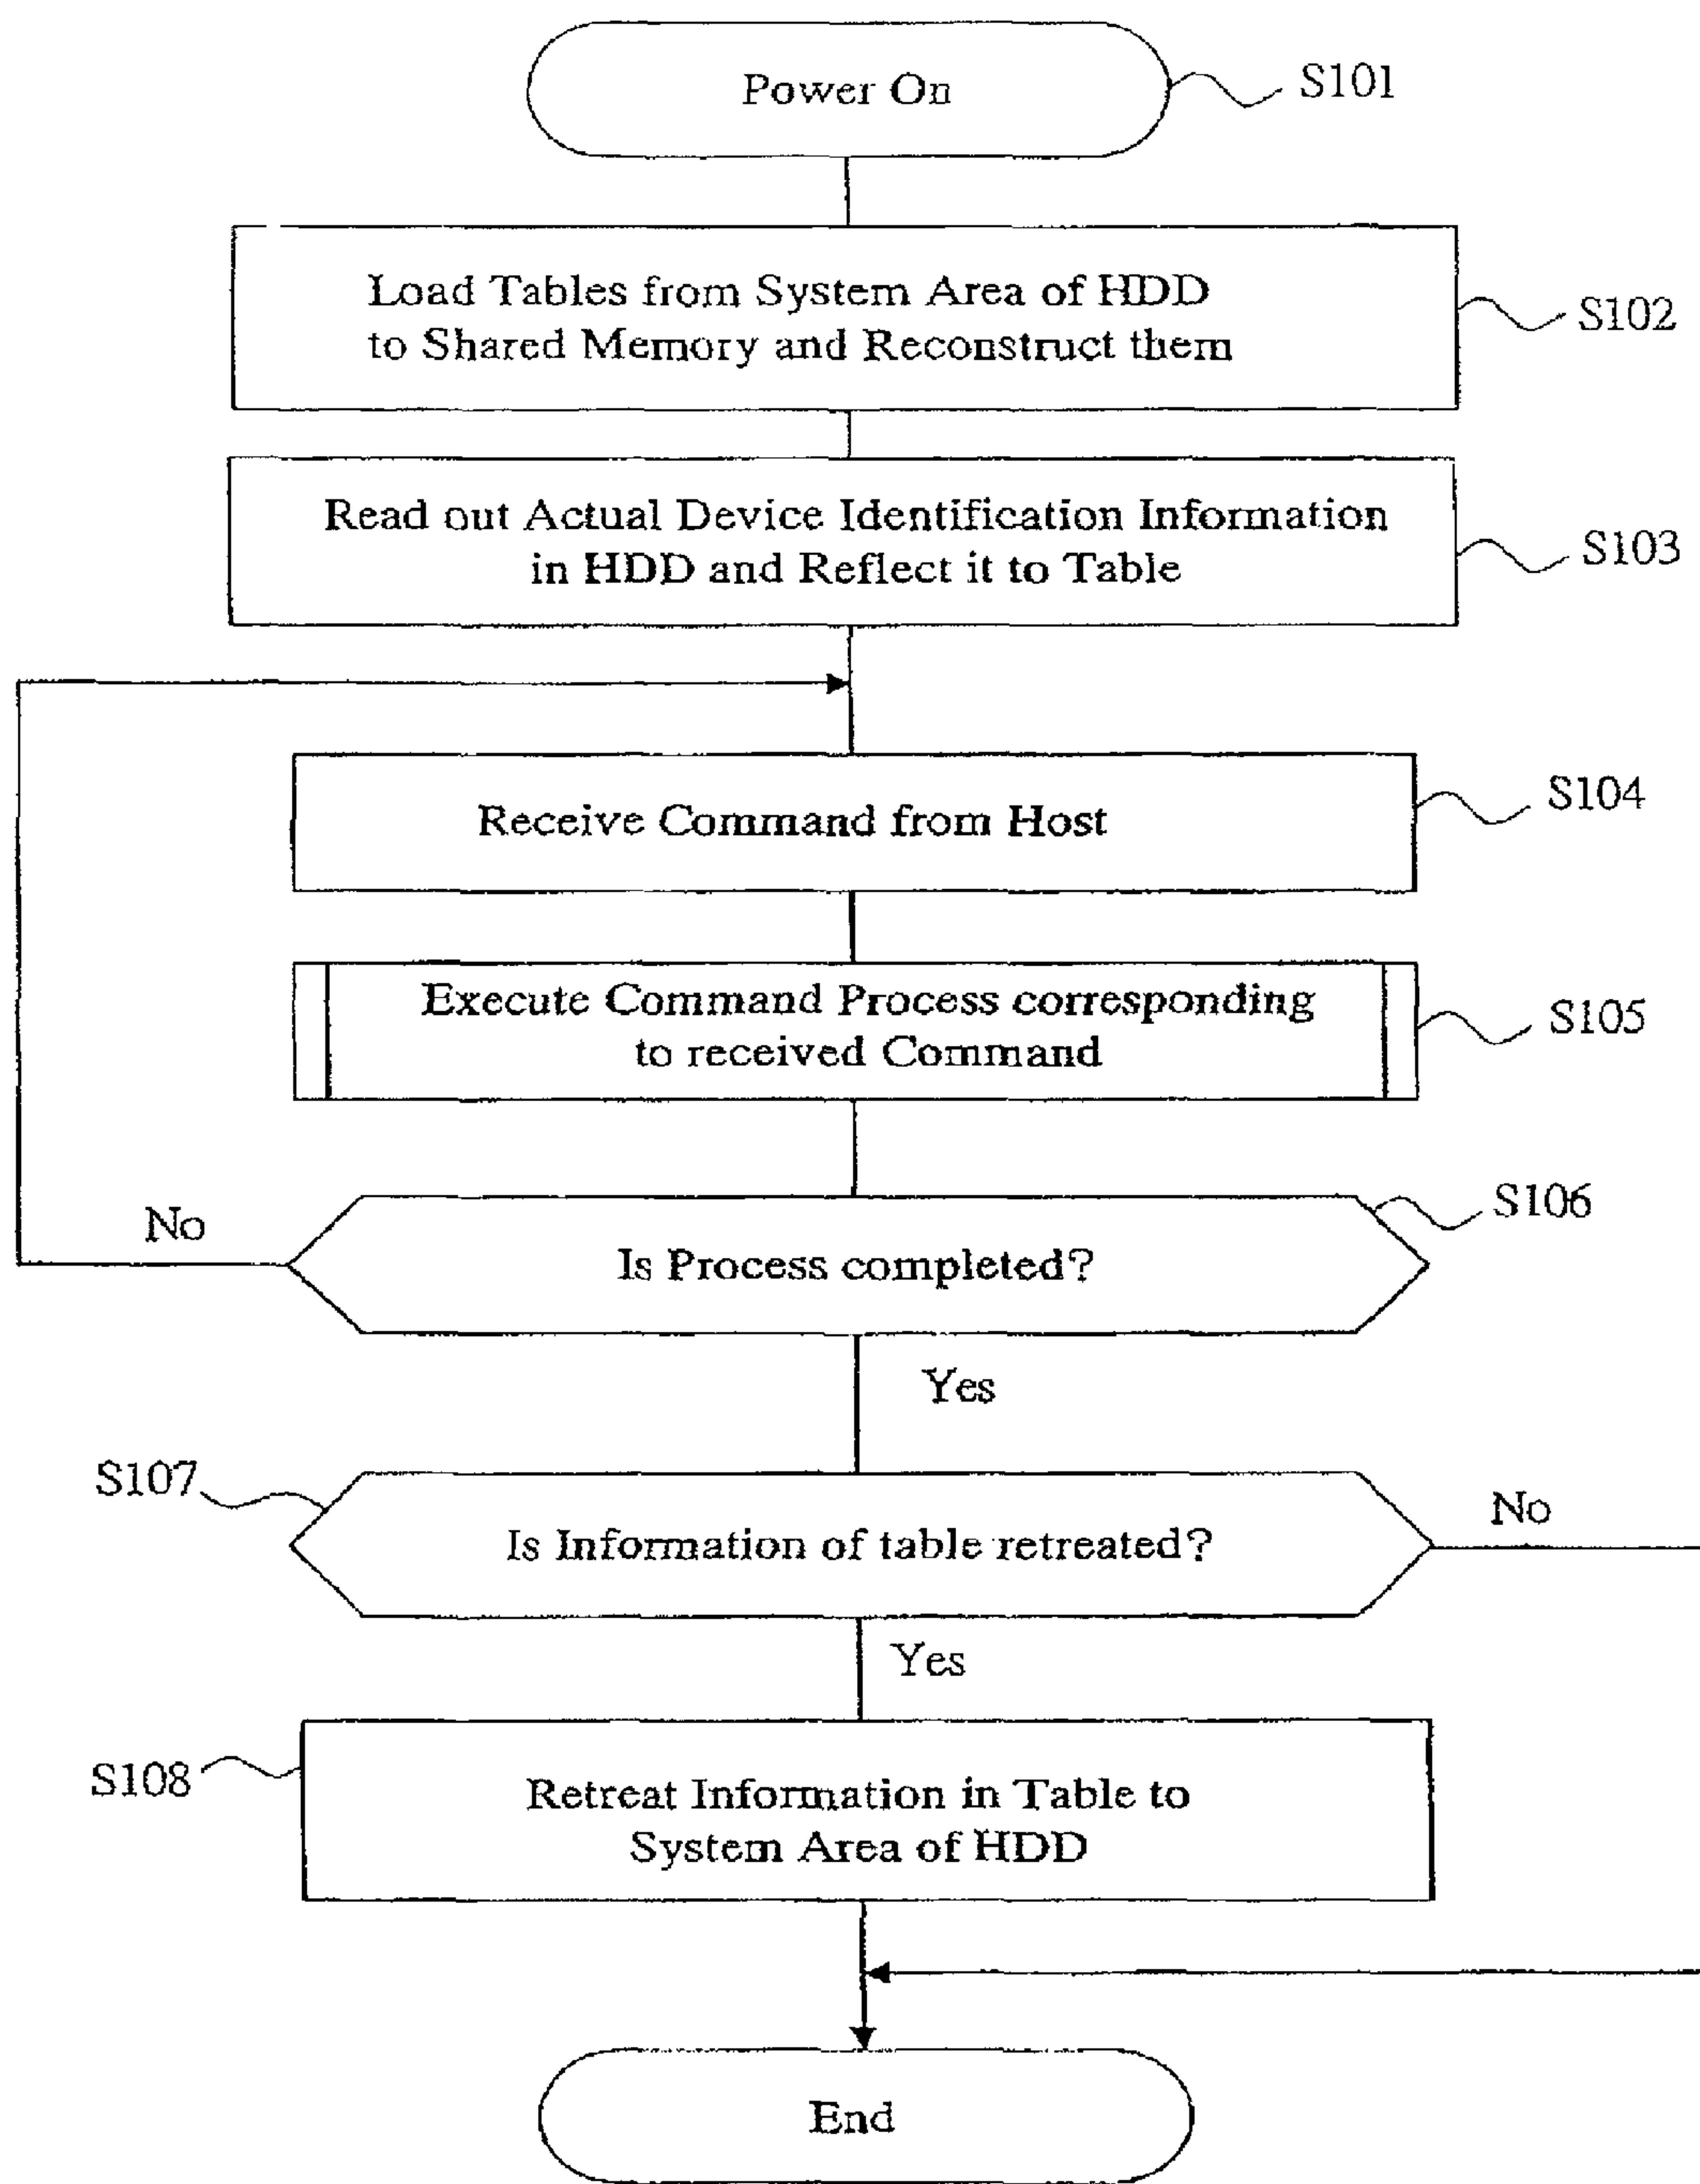 Power On
S101
Load Tables from System Area of HDD
to Shared Memory and Reconstruct them
S102
Read out Actual Device Identification Information
in HDD and Reflect it to Table
S103
Receive Command from Host
S104
Execute Command Process corresponding
to received Command
S105
S106
No
Is Process completed?
Yes
S107
Is Information of table retreated?
No
Yes
S108
Retreat Information in Table to
System Area of HDD
End